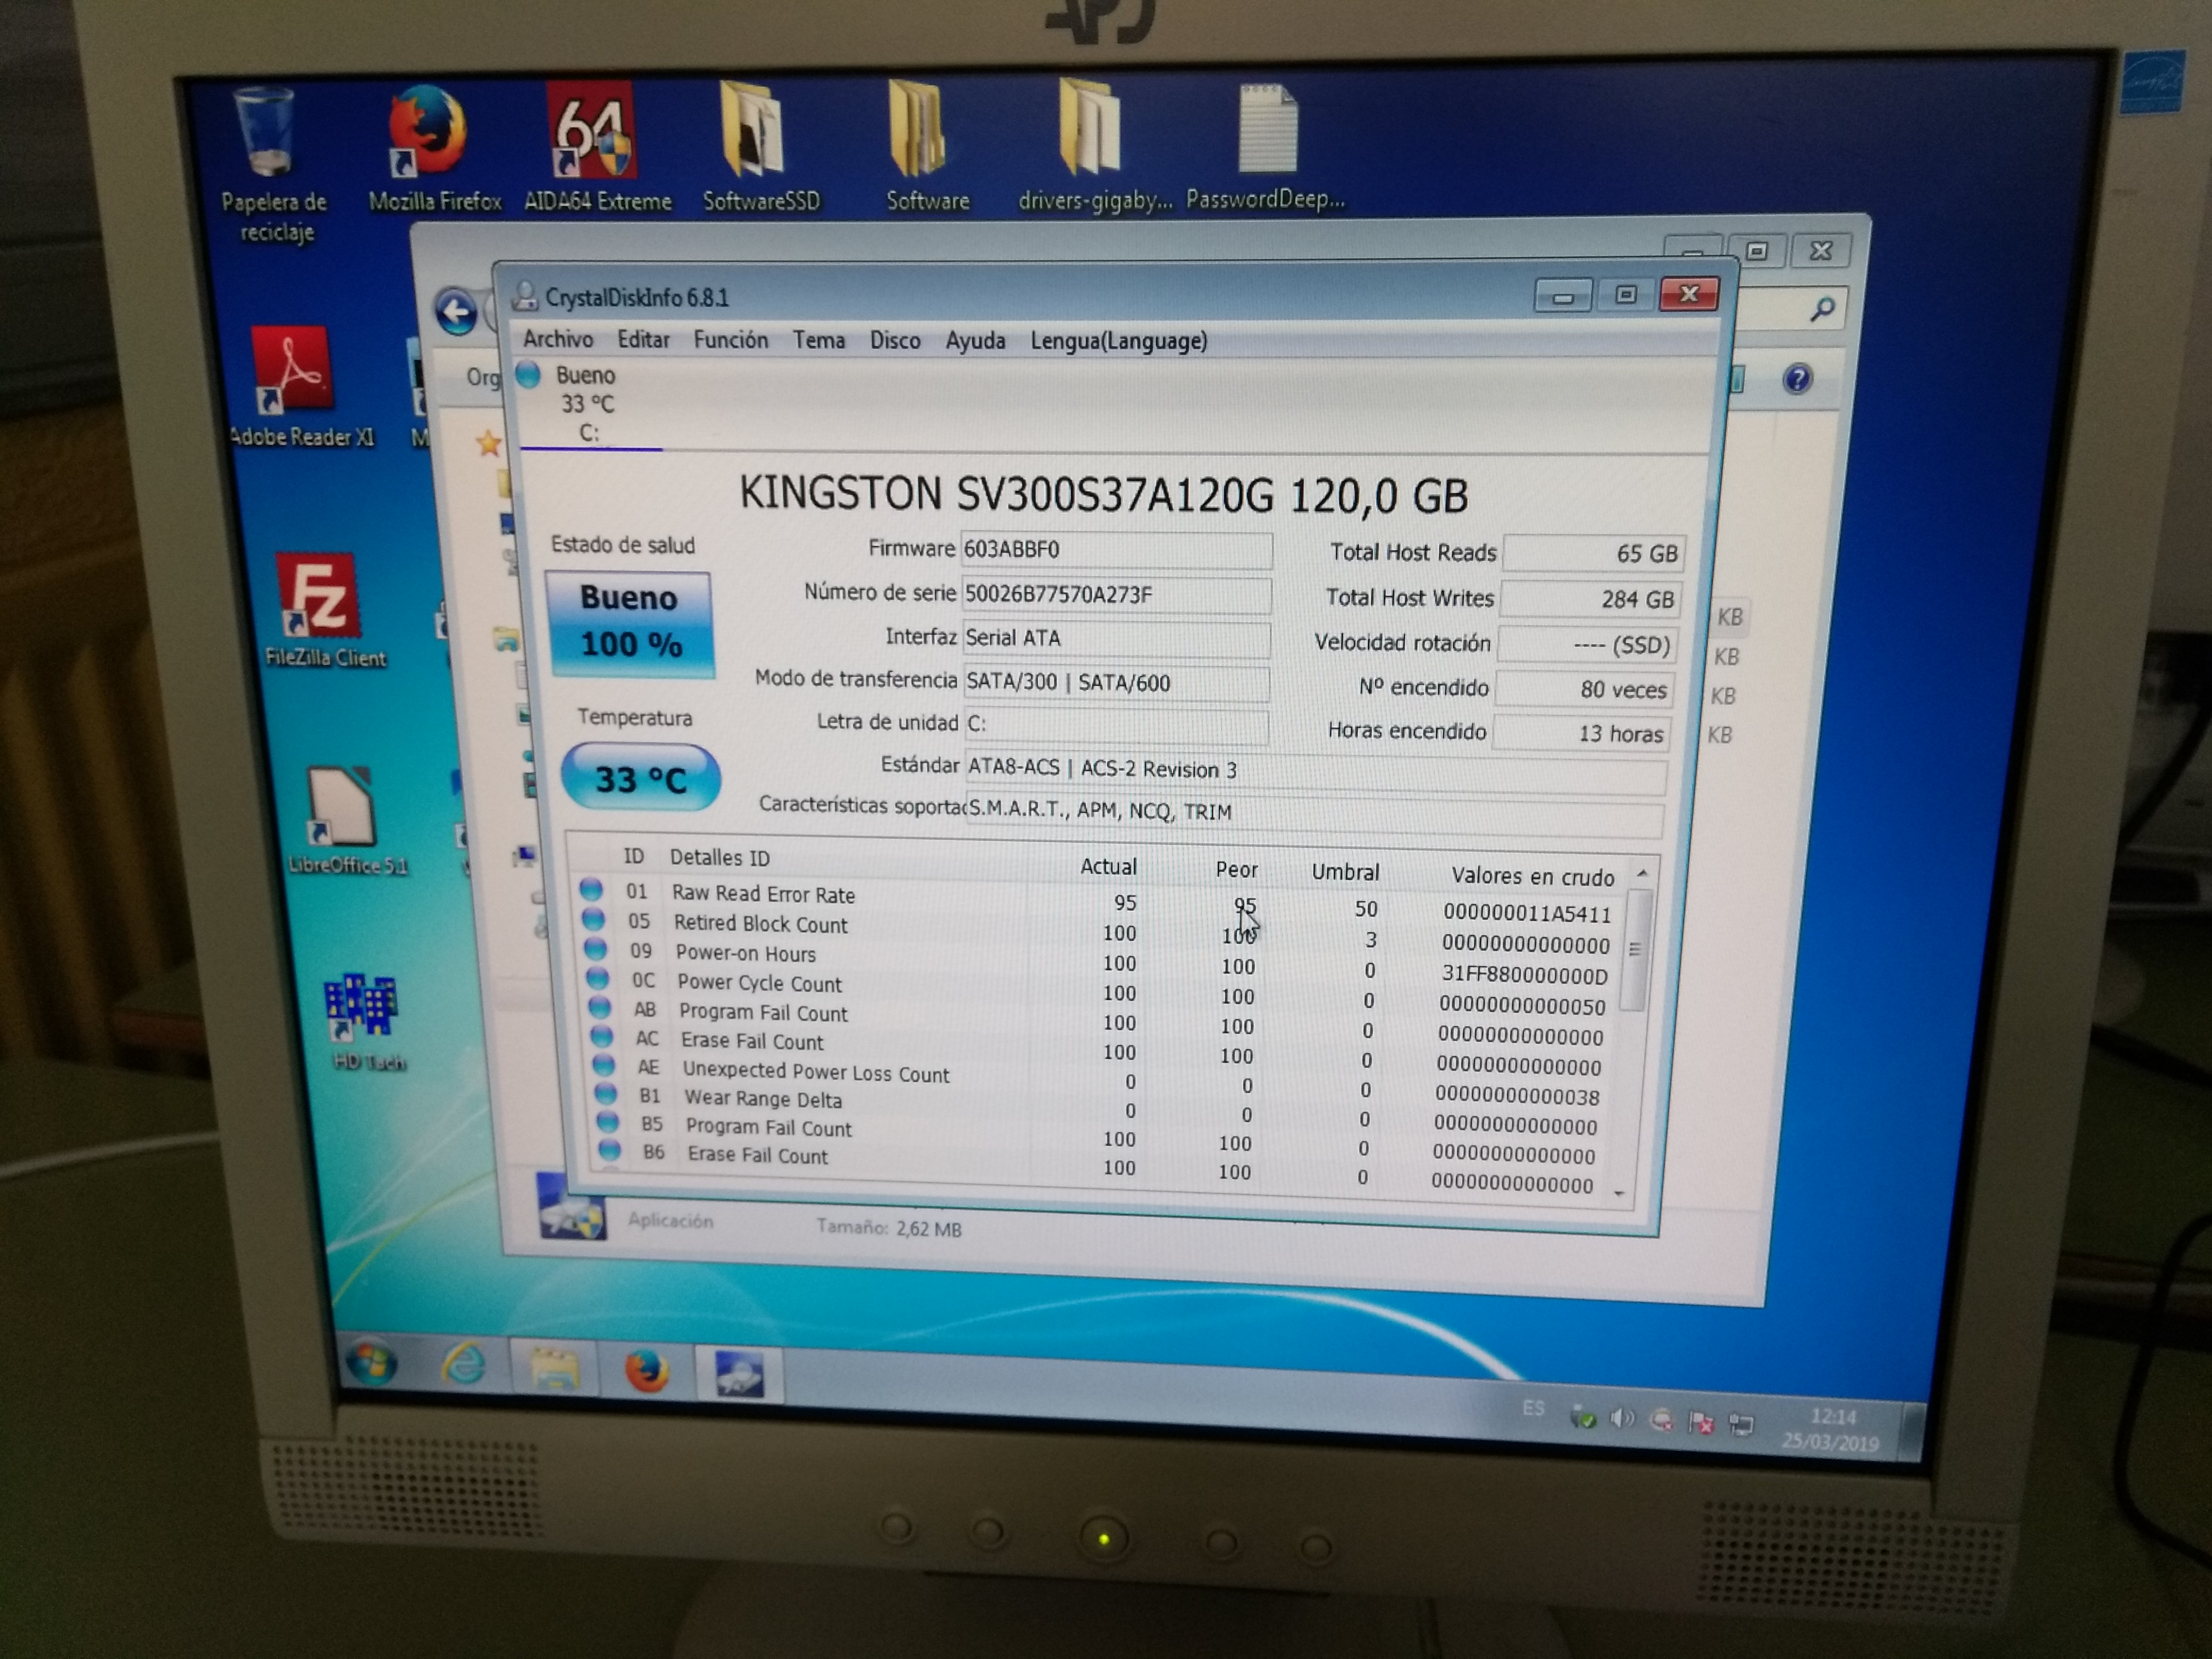 Papelera de reciclaje
Mozilla Firefox
AIDA64 Extreme
SoftwareSSD
Software
drivers-gigaby...
PasswordDeep...
64
CrystalDiskInfo 6.8.1
Archivo Editar Función Tema Disco Ayuda Lengua(Language)
Org
Bueno
33 °C
C:
Adobe Reader XI
M
KINGSTON SV300S37A120G 120,0 GB
Estado de salud
Bueno
100 %
Temperatura
33 °C
Firmware 603ABBF0
Número de serie 50026B77570A273F
Interfaz Serial ATA
Modo de transferencia SATA/300 | SATA/600
Letra de unidad C:
Estándar ATA8-ACS | ACS-2 Revision 3
Características soportac S.M.A.R.T., APM, NCQ, TRIM
Total Host Reads 65 GB
Total Host Writes 284 GB
Velocidad rotación ---- (SSD)
Nº encendido 80 veces
Horas encendido 13 horas
KB
KB
KB
KB
FZ
FileZilla Client
LibreOffice 5.1
HD Tach
ID Detalles ID Actual Peor Umbral Valores en crudo
01 Raw Read Error Rate 95 95 50 000000011A5411
05 Retired Block Count 100 100 3 00000000000000
09 Power-on Hours 100 100 0 31FF880000000D
0C Power Cycle Count 100 100 0 00000000000050
AB Program Fail Count 100 100 0 00000000000000
AC Erase Fail Count 100 100 0 00000000000000
AE Unexpected Power Loss Count 0 0 0 00000000000038
B1 Wear Range Delta 0 0 0 00000000000000
B5 Program Fail Count 100 100 0 00000000000000
B6 Erase Fail Count 100 100 0 00000000000000
Aplicación Tamaño: 2,62 MB
ES
12:14
25/03/2019